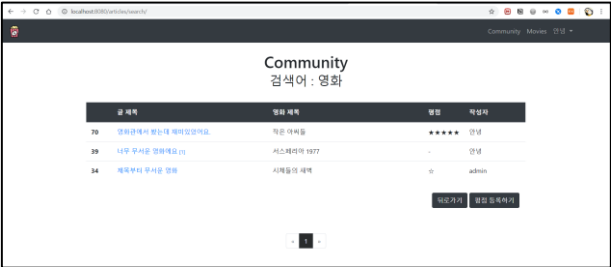 localhost:8080/articles/search/
Community Movies 안녕
Community
검색어 : 영화
글 제목 영화 제목 평점 작성자
70 영화관에서 봤는데 재미있었어요. 작은 아씨들 ★★★★★ 안녕
39 너무 무서운 영화예요 (1) 서스페리아 1977 - 안녕
34 제목부터 무서운 영화 시체들의 새벽 ☆ admin
뒤로가기 평점 등록하기
« 1 »